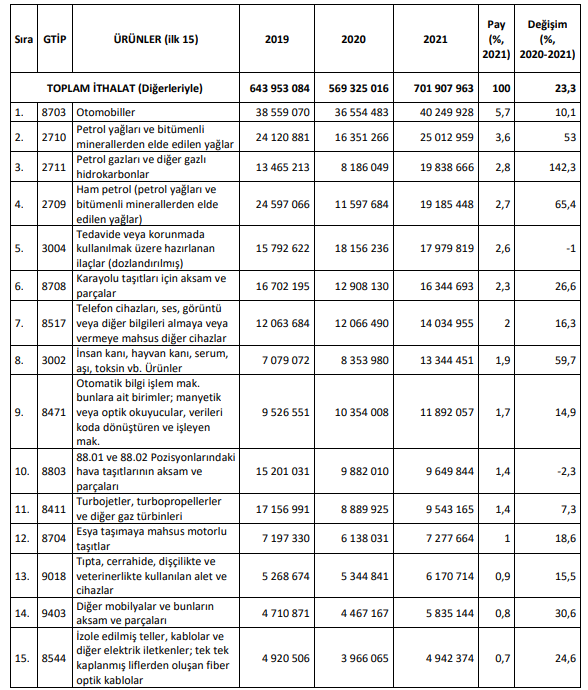 Sıra GTİP ÜRÜNLER (ilk 15) 2019 2020 2021 Pay (%, 2021) Değişim (%, 2020-2021)
TOPLAM İTHALAT (Diğerleriyle) 643 953 084 569 325 016 701 907 963 100 23,3
1. 8703 Otomobiller 38 559 070 36 554 483 40 249 928 5,7 10,1
2. 2710 Petrol yağları ve bitümenli
minerallerden elde edilen yağlar 24 120 881 16 351 266 25 012 959 3,6 53
3. 2711 Petrol gazları ve diğer gazlı
hidrokarbonlar 13 465 213 8 186 049 19 838 666 2,8 142,3
4. 2709 Ham petrol (petrol yağları ve
bitümenli minerallerden elde
edilen yağlar) 24 597 066 11 597 684 19 185 448 2,7 65,4
5. 3004 Tedavide veya korunmada
kullanılmak üzere hazırlanan
ilaçlar (dozlandırılmış) 15 792 622 18 156 236 17 979 819 2,6 -1
6. 8708 Karayolu taşıtları için aksam ve
parçalar 16 702 195 12 908 130 16 344 693 2,3 26,6
7. 8517 Telefon cihazları, ses, görüntü
veya diğer bilgileri almaya veya
vermeye mahsus diğer cihazlar 12 063 684 12 066 490 14 034 955 2 16,3
8. 3002 İnsan kanı, hayvan kanı, serum,
aşı, toksin vb. Ürünler 7 079 072 8 353 980 13 344 451 1,9 59,7
9. 8471 Otomatik bilgi işlem mak.
bunlara ait birimler; manyetik
veya optik okuyucular, verileri
koda dönüştüren ve işleyen
mak. 9 526 551 10 354 008 11 892 057 1,7 14,9
10. 8803 88.01 ve 88.02 Pozisyonlarındaki
hava taşıtlarının aksam ve
parçaları 15 201 031 9 882 010 9 649 844 1,4 -2,3
11. 8411 Turbojetler, turbopropellerler
ve diğer gaz türbinleri 17 156 991 8 889 925 9 543 165 1,4 7,3
12. 8704 Esya taşımaya mahsus motorlu
taşıtlar 7 197 330 6 138 031 7 277 664 1 18,6
13. 9018 Tıpta, cerrahide, dişçilikte ve
veterinerlikte kullanılan alet ve
cihazlar 5 268 674 5 344 841 6 170 714 0,9 15,5
14. 9403 Diğer mobilyalar ve bunların
aksam ve parçaları 4 710 871 4 467 167 5 835 144 0,8 30,6
15. 8544 İzole edilmiş teller, kablolar ve
diğer elektrik iletkenler; tek tek
kaplanmış liflerden oluşan fiber
optik kablolar 4 920 506 3 966 065 4 942 374 0,7 24,6